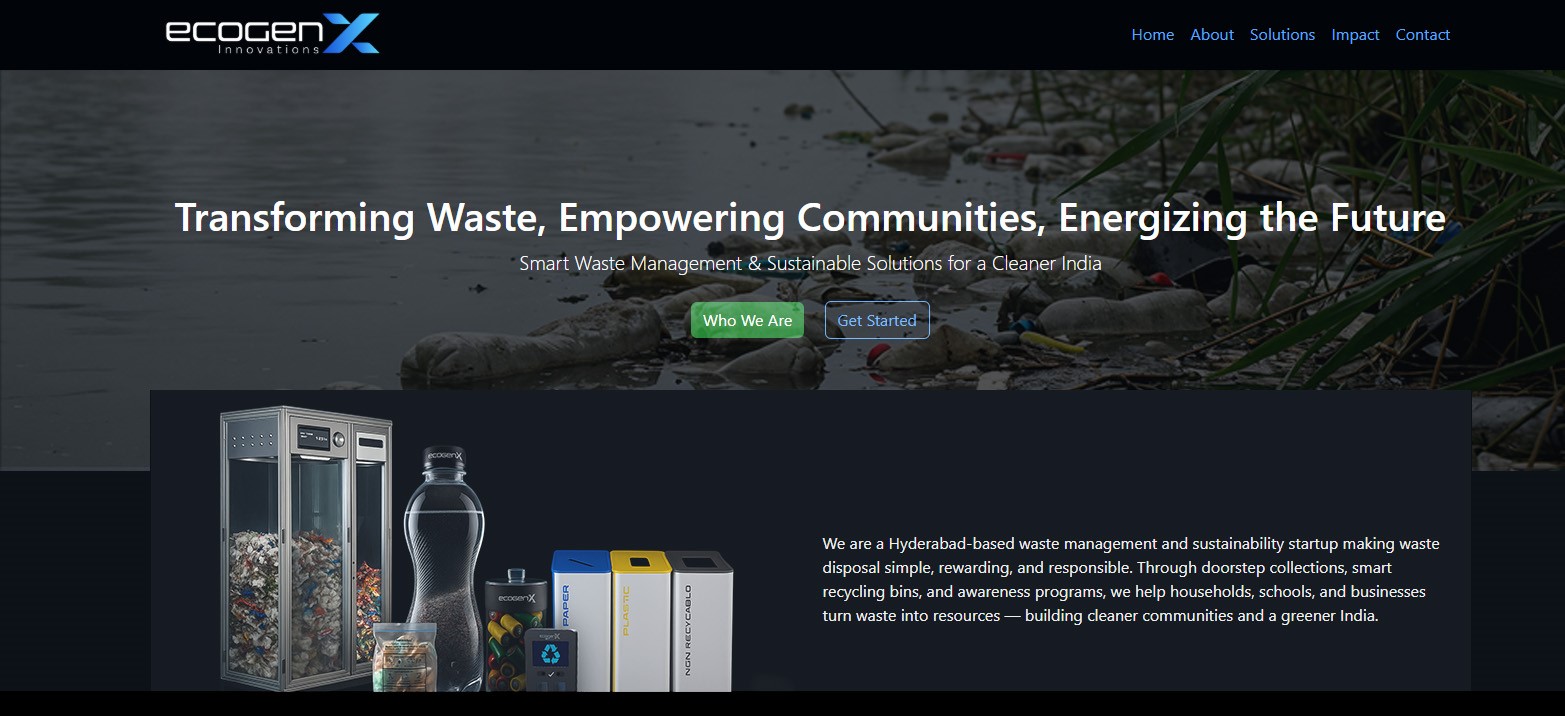 ecogenX
Innovations
Home About Solutions Impact Contact
Transforming Waste, Empowering Communities, Energizing the Future
Smart Waste Management & Sustainable Solutions for a Cleaner India
Who We Are Get Started
ecogenX
ecogenX
PAPER
PLASTIC
NON RECYCABLO
ecogenX
We are a Hyderabad-based waste management and sustainability startup making waste
disposal simple, rewarding, and responsible. Through doorstep collections, smart
recycling bins, and awareness programs, we help households, schools, and businesses
turn waste into resources — building cleaner communities and a greener India.